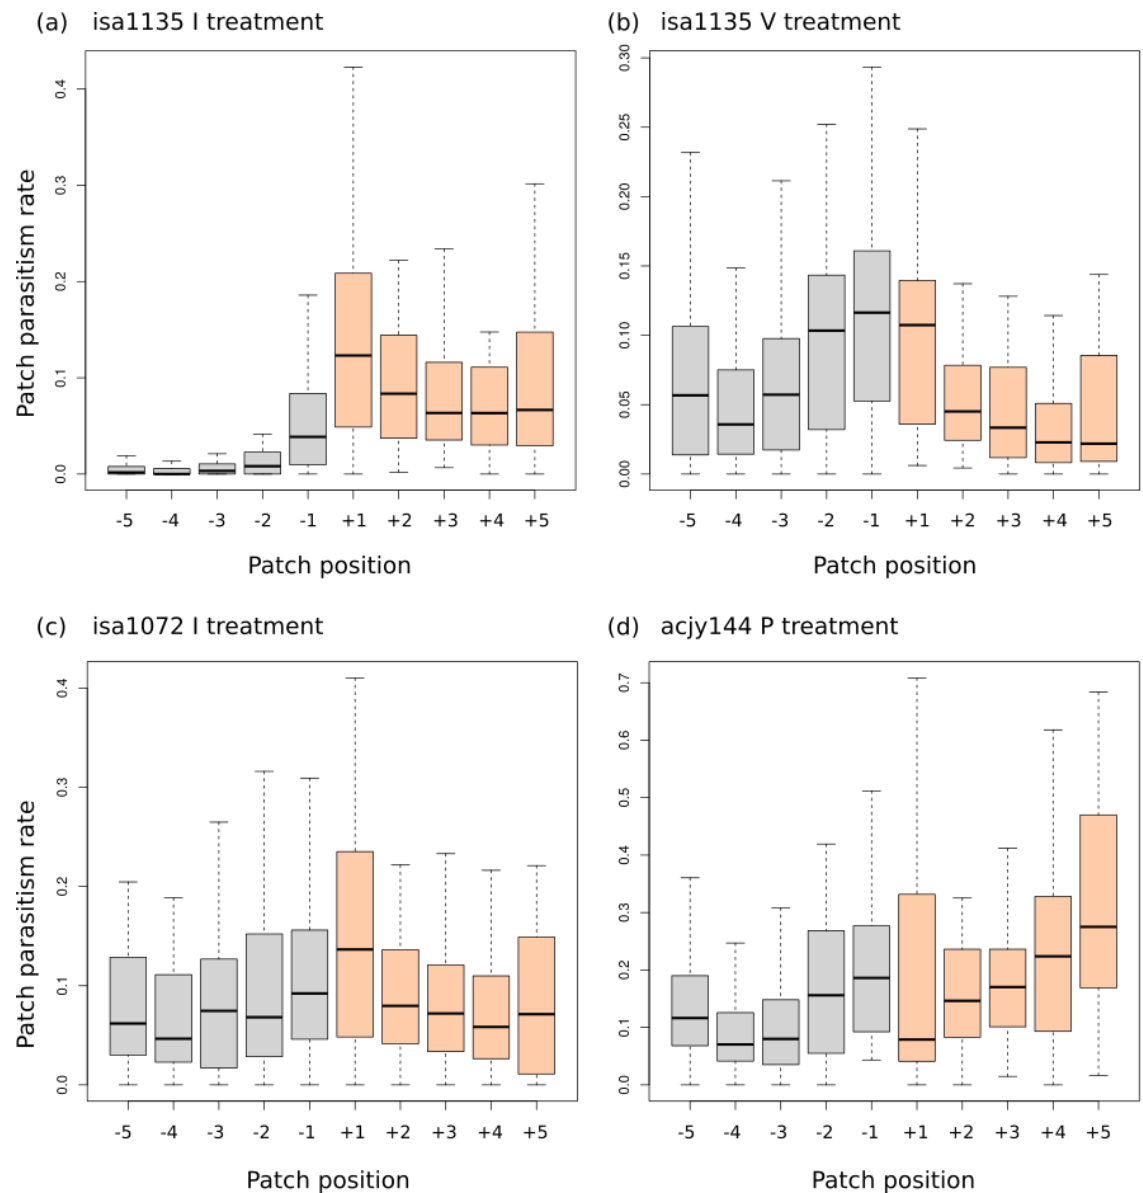 (a) isa1135 I treatment
(b) isa1135 V treatment
Patch parasitism rate
0.4
0.3
0.2
0.1
0.0
-5 -4 -3 -2 -1 +1 +2 +3 +4 +5
Patch position
0.30
0.25
0.20
0.15
0.10
0.05
0.00
-5 -4 -3 -2 -1 +1 +2 +3 +4 +5
Patch position
(c) isa1072 I treatment
(d) acjy144 P treatment
Patch parasitism rate
0.4
0.3
0.2
0.1
0.0
-5 -4 -3 -2 -1 +1 +2 +3 +4 +5
Patch position
0.7
0.6
0.5
0.4
0.3
0.2
0.1
0.0
-5 -4 -3 -2 -1 +1 +2 +3 +4 +5
Patch position